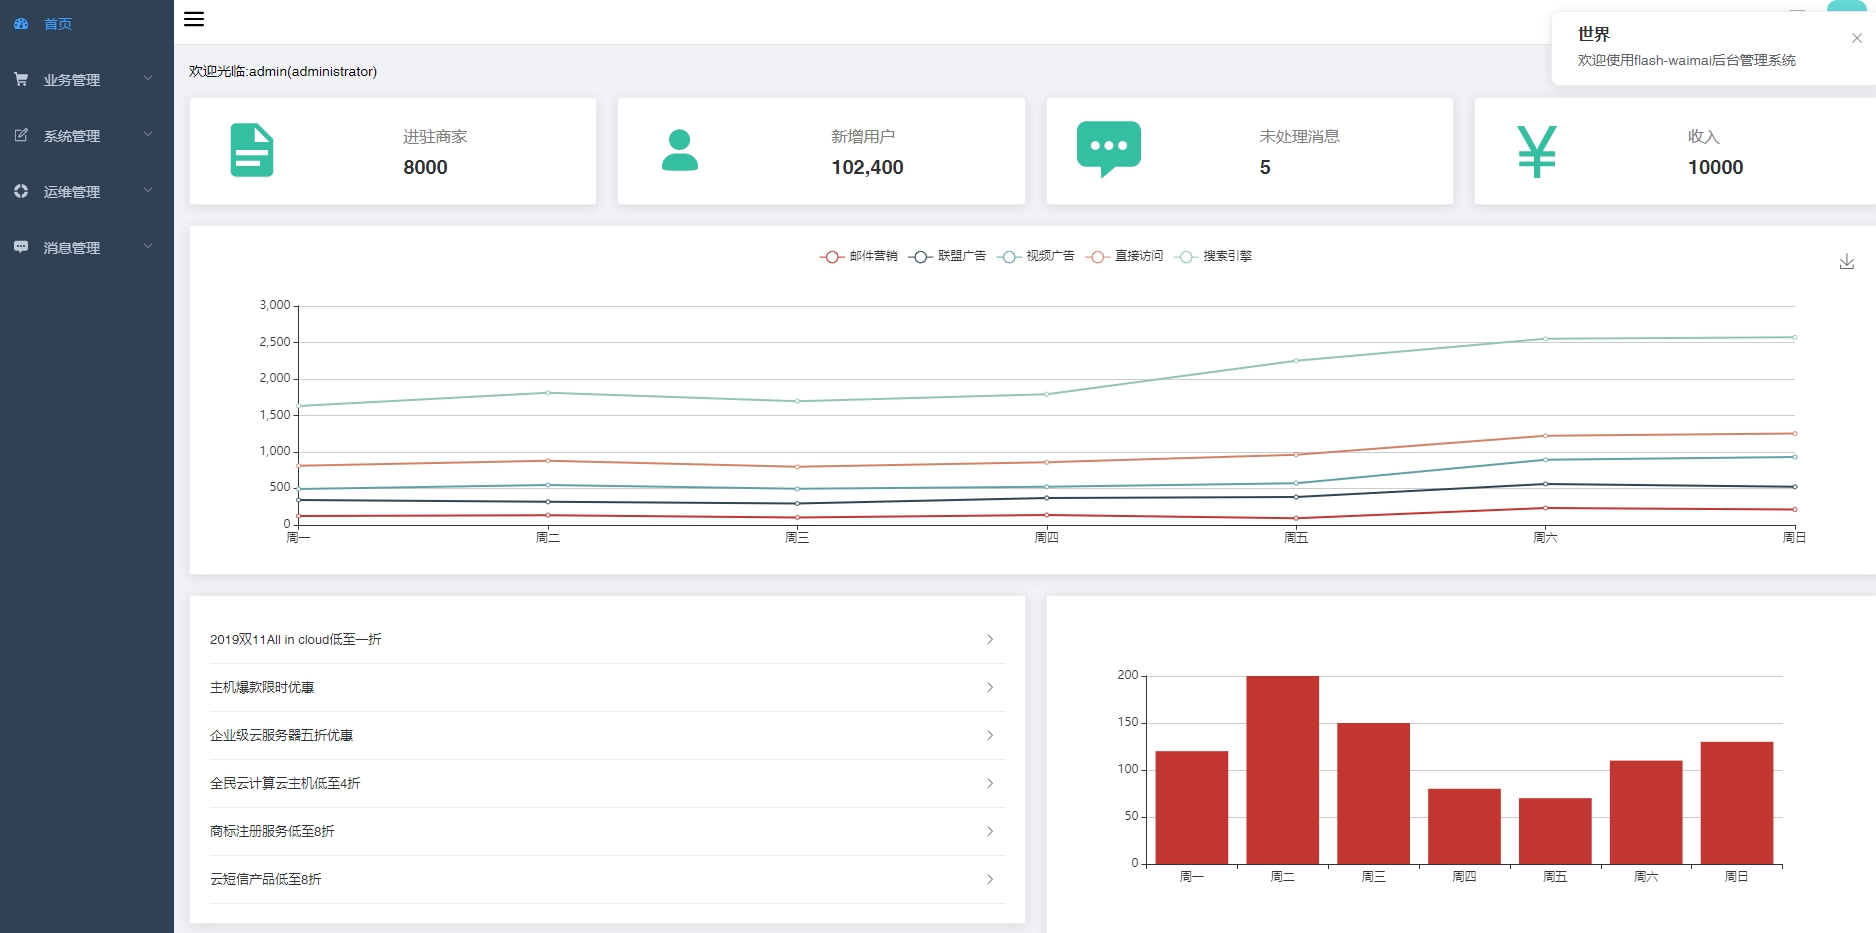 首页
业务管理
系统管理
运维管理
消息管理
世界
欢迎使用flash-waimai后台管理系统
欢迎光临:admin(administrator)
进驻商家
8000
新增用户
102,400
未处理消息
5
收入
10000
邮件营销 联盟广告 视频广告 直接访问 搜索引擎
3,000
2,500
2,000
1,500
1,000
500
0
周一 周二 周三 周四 周五 周六 周日
2019双11All in cloud低至一折
主机爆款限时优惠
企业级云服务器五折优惠
全民云计算云主机低至4折
商标注册服务低至8折
云短信产品低至8折
200
150
100
50
0
周一 周二 周三 周四 周五 周六 周日